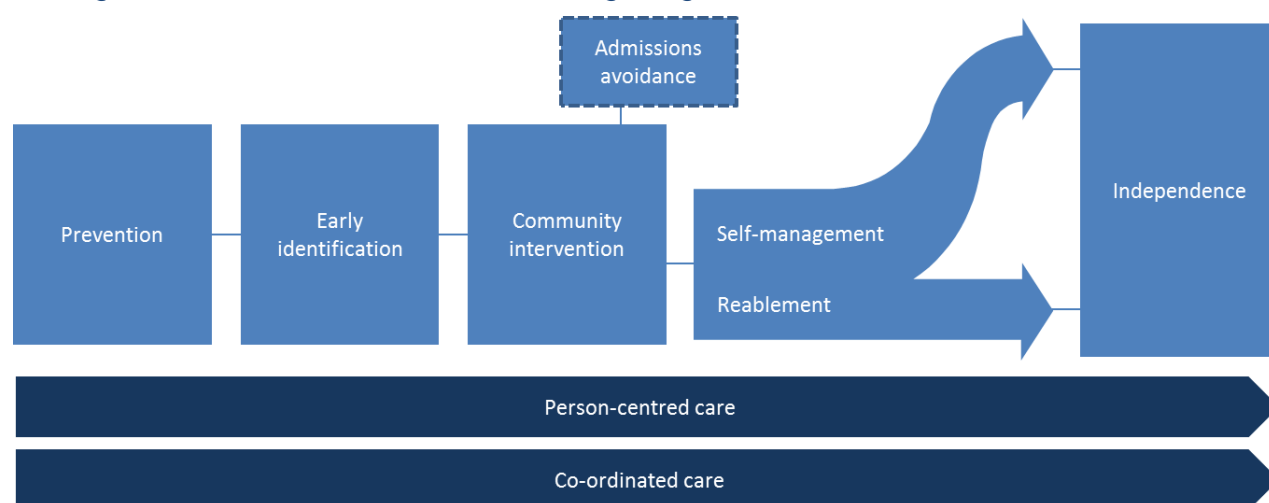 Admissions
avoidance
Prevention
Early
identification
Community
intervention
Self-management
Reablement
Independence
Person-centred care
Co-ordinated care